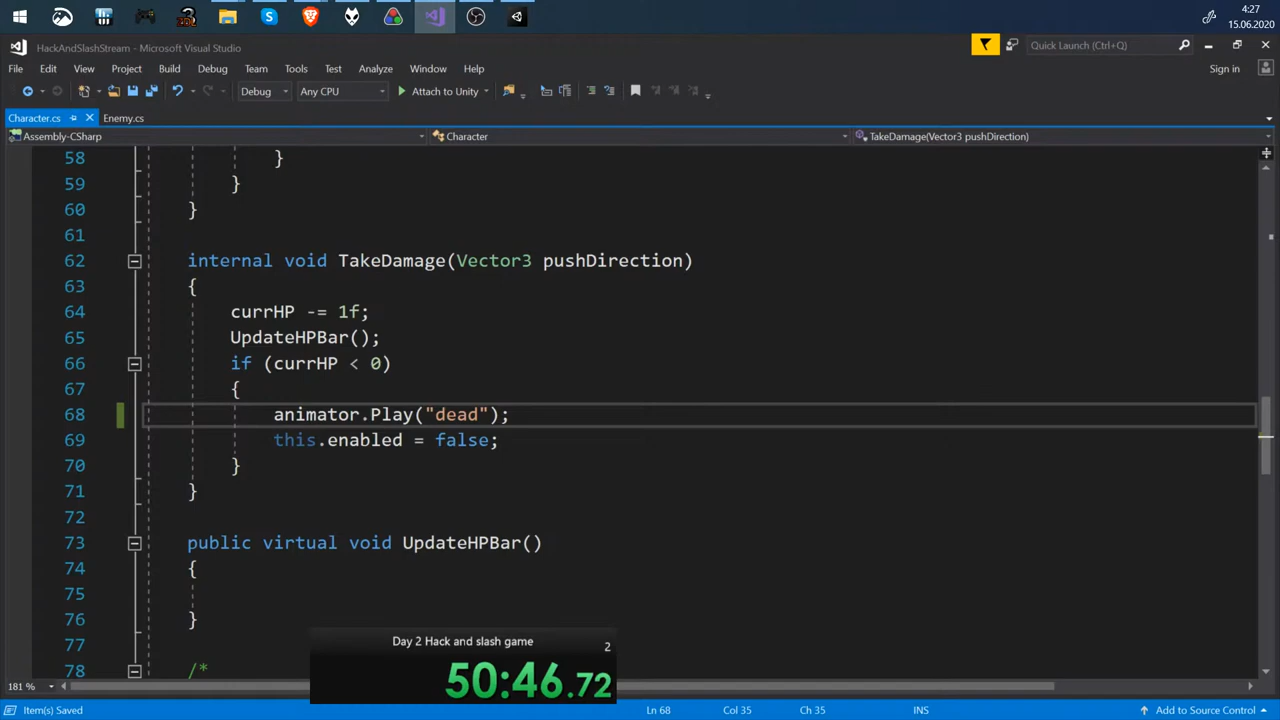 4:27
15.06.2020
HackAndSlashStream - Microsoft Visual Studio
Quick Launch (Ctrl+Q)
File Edit View Project Build Debug Team Tools Test Analyze Window Help
Sign in
Debug Any CPU Attach to Unity
Character.cs Enemy.cs
Assembly-CSharp Character TakeDamage(Vector3 pushDirection)
58 }
59 }
60 }
61
62 internal void TakeDamage(Vector3 pushDirection)
63 {
64 currHP -= 1f;
65 UpdateHPBar();
66 if (currHP < 0)
67 {
68 animator.Play("dead");
69 this.enabled = false;
70 }
71 }
72
73 public virtual void UpdateHPBar()
74 {
75
76 }
77
78 /*
Day 2 Hack and slash game 2
50:46.72
181 %
Item(s) Saved Ln 68 Col 35 Ch 35 INS Add to Source Control